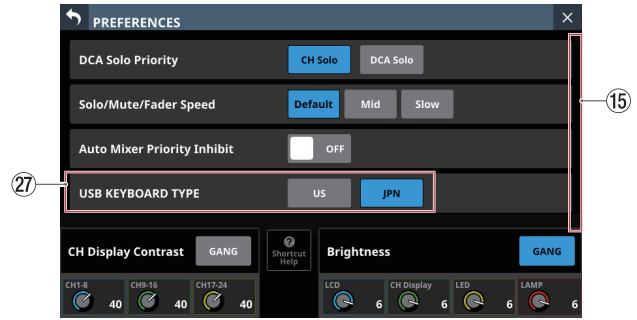 PREFERENCES
DCA Solo Priority CH Solo DCA Solo
⑮
Solo/Mute/Fader Speed Default Mid Slow
Auto Mixer Priority Inhibit OFF
㉗
USB KEYBOARD TYPE US JPN
CH Display Contrast GANG
? Shortcut Help
Brightness GANG
CH1-8 40 CH9-16 40 CH17-24 40
LCD 6 CH Display 6 LED 6 LAMP 6